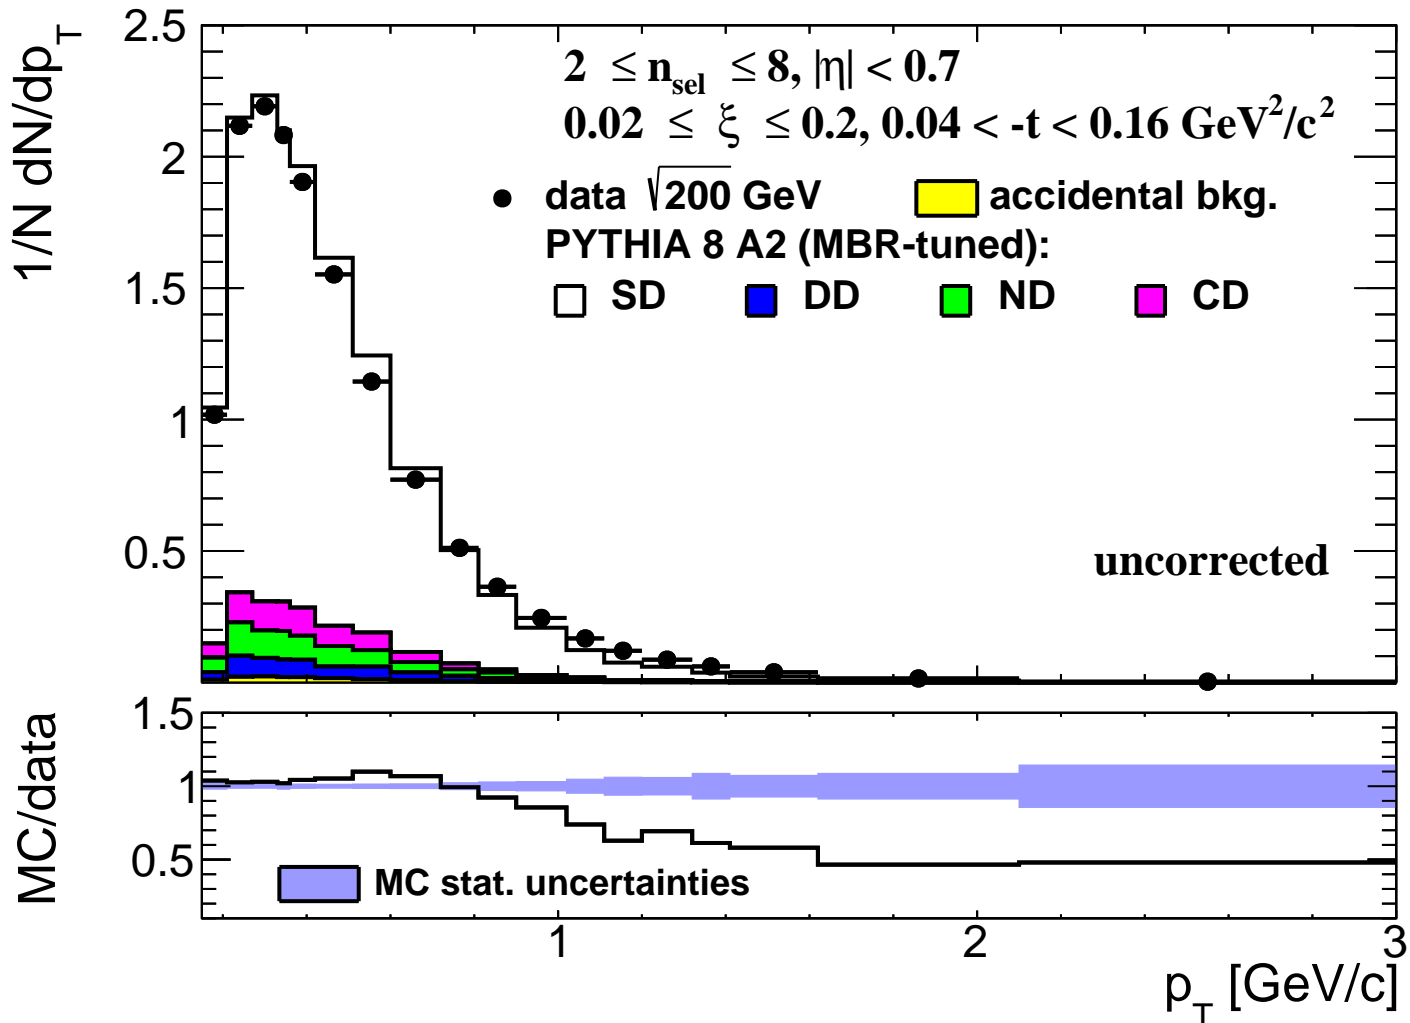 1/N dN/dp_T
2.5
2
1.5
1
0.5
2 ≤ n_sel ≤ 8, |η| < 0.7
0.02 ≤ ξ ≤ 0.2, 0.04 < -t < 0.16 GeV²/c²
data √200 GeV accidental bkg.
PYTHIA 8 A2 (MBR-tuned):
SD DD ND CD
uncorrected
MC/data
1.5
1
0.5
MC stat. uncertainties
1 2 3
p_T [GeV/c]